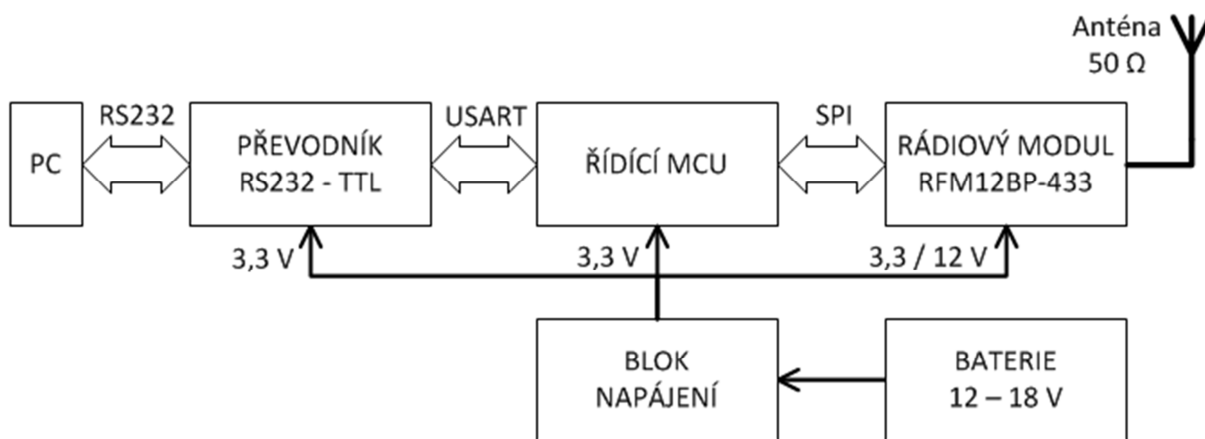 Anténa
50 Ω
RS232
USART
SPI
PC
PŘEVODNÍK
RS232 - TTL
ŘÍDÍCÍ MCU
RÁDIOVÝ MODUL
RFM12BP-433
3,3 V
3,3 V
3,3 / 12 V
BLOK
NAPÁJENÍ
BATERIE
12 – 18 V